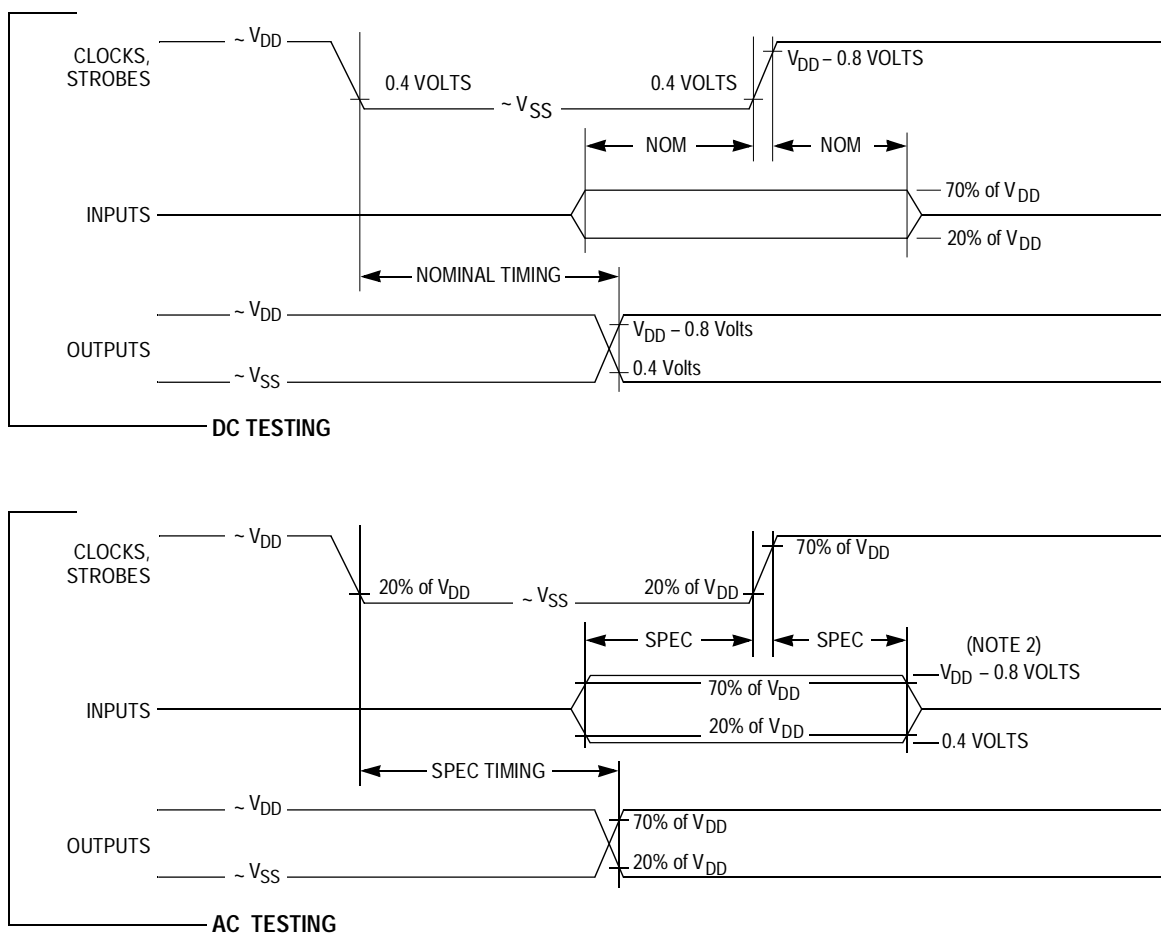 CLOCKS,
STROBES
~ VDD
0.4 VOLTS
~ VSS
0.4 VOLTS
VDD – 0.8 VOLTS
NOM
NOM
INPUTS
70% of VDD
20% of VDD
NOMINAL TIMING
OUTPUTS
~ VDD
~ VSS
VDD – 0.8 Volts
0.4 Volts
DC TESTING
CLOCKS,
STROBES
~ VDD
20% of VDD
~ VSS
20% of VDD
70% of VDD
SPEC
SPEC
(NOTE 2)
VDD – 0.8 VOLTS
INPUTS
70% of VDD
20% of VDD
0.4 VOLTS
SPEC TIMING
OUTPUTS
~ VDD
~ VSS
70% of VDD
20% of VDD
AC TESTING